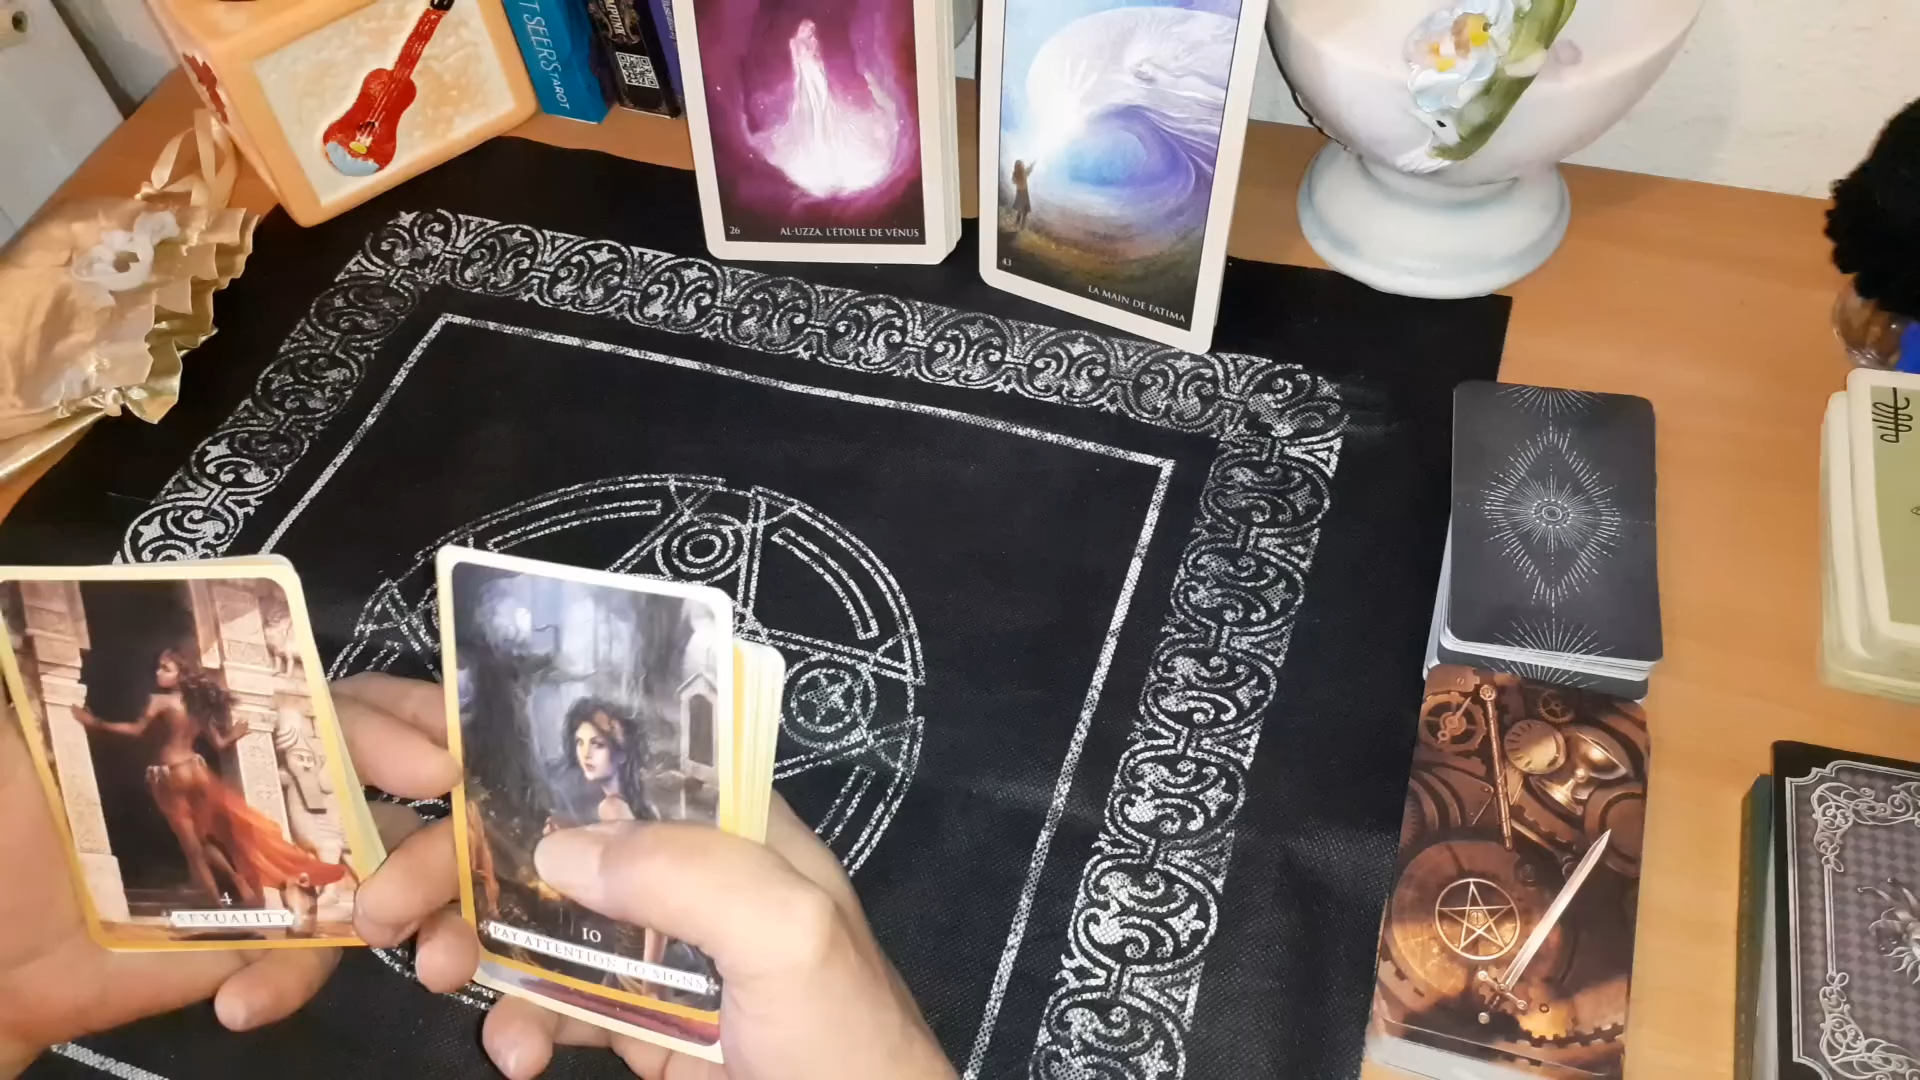 T SEERS TAROT
26
AL-UZZA, L'ÉTOILE DE VÉNUS
43
LA MAIN DE FATIMA
4
SEXUALITY
10
PAY ATTENTION TO SIGNS